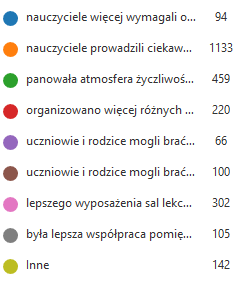 nauczyciele więcej wymagali o... 94
nauczyciele prowadzili ciekaw... 1133
panowała atmosfera życzliwoś... 459
organizowano więcej różnych ... 220
uczniowie i rodzice mogli brać... 66
uczniowie i rodzice mogli brać... 100
lepszego wyposażenia sal lekc... 302
była lepsza współpraca pomię... 105
Inne 142